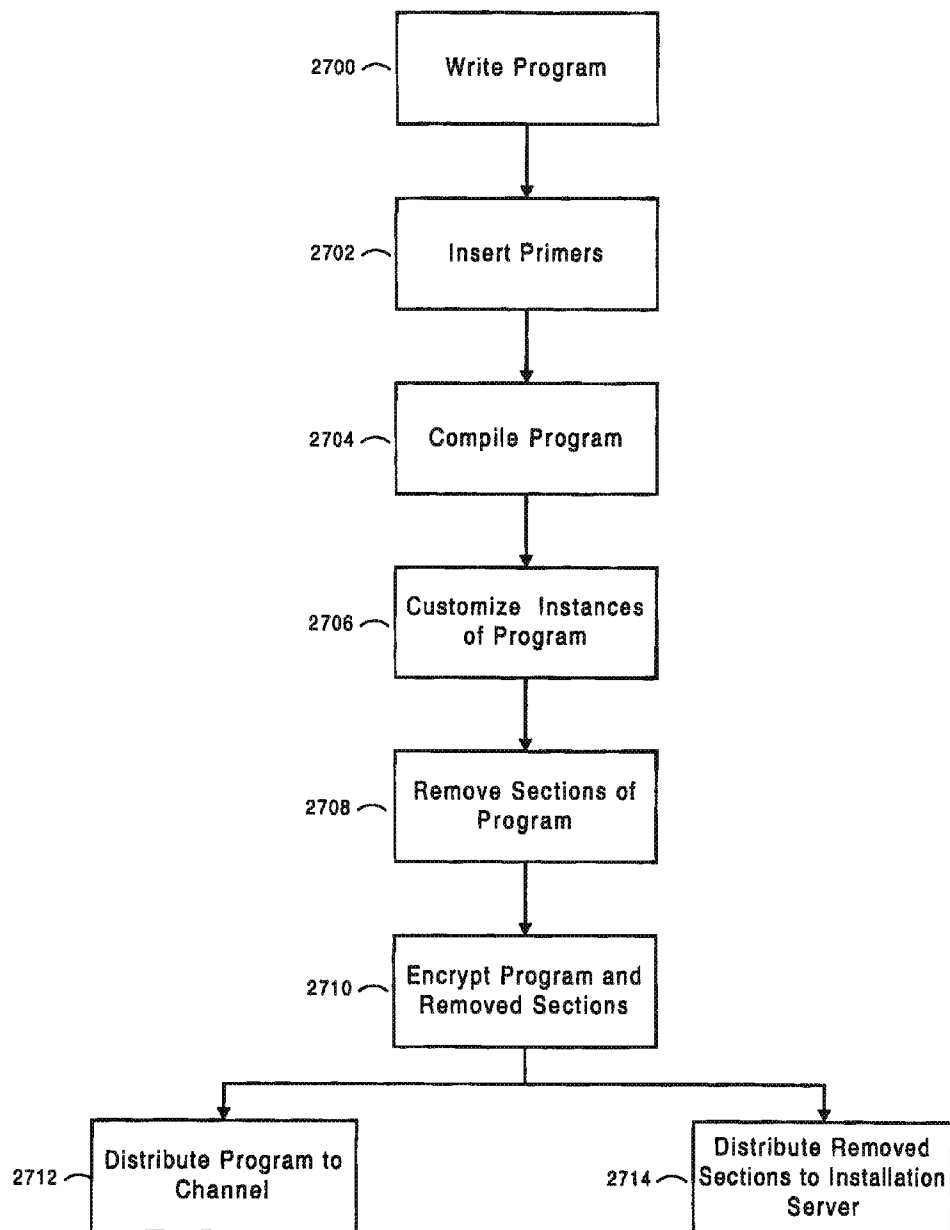 2700
Write Program
2702
Insert Primers
2704
Compile Program
2706
Customize Instances
of Program
2708
Remove Sections of
Program
2710
Encrypt Program and
Removed Sections
2712
Distribute Program to
Channel
2714
Distribute Removed
Sections to Installation
Server